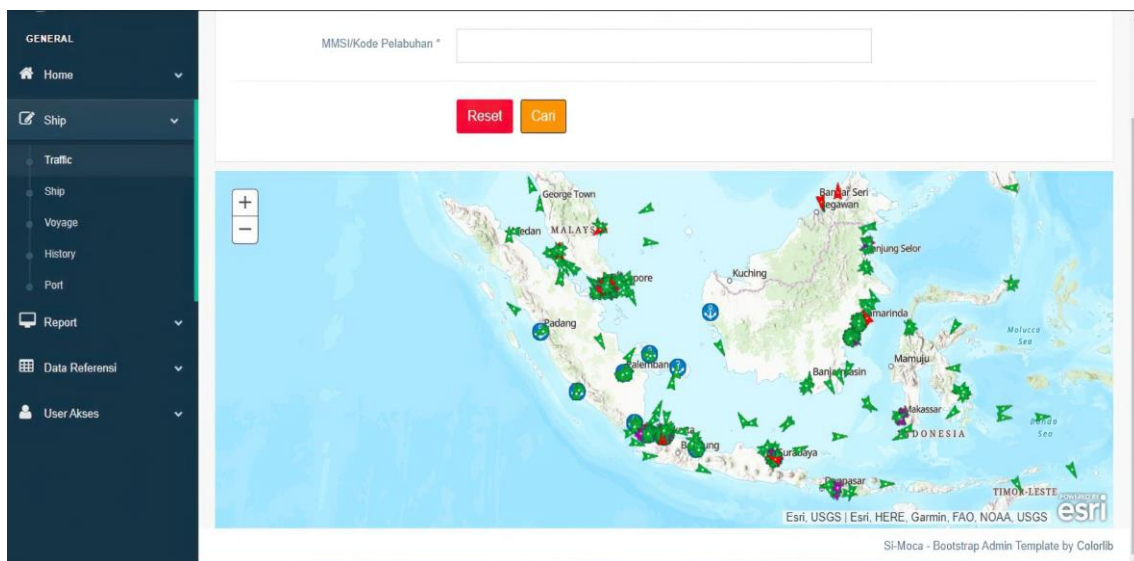 GENERAL
Home
Ship
Traffic
Ship
Voyage
History
Port
Report
Data Referensi
User Akses
MMSI/Kode Pelabuhan *
Reset
Cari
+
−
George Town
Bandar Seri
Begawan
Medan
MALAYSIA
Tanjung Selor
Kuching
Singapore
Samarinda
Padang
Molucca
Sea
Palembang
Mamuju
Banjarmasin
Makassar
INDONESIA
Banda
Sea
Bandung
Surabaya
Denpasar
TIMOR-LESTE
POWERED BY
esri
Esri, USGS | Esri, HERE, Garmin, FAO, NOAA, USGS
Si-Moca - Bootstrap Admin Template by Colorlib